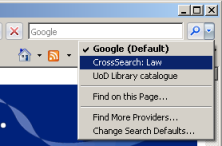 Google
Google (Default)
CrossSearch: Law
UoD Library catalogue
Find on this Page...
Find More Providers...
Change Search Defaults...